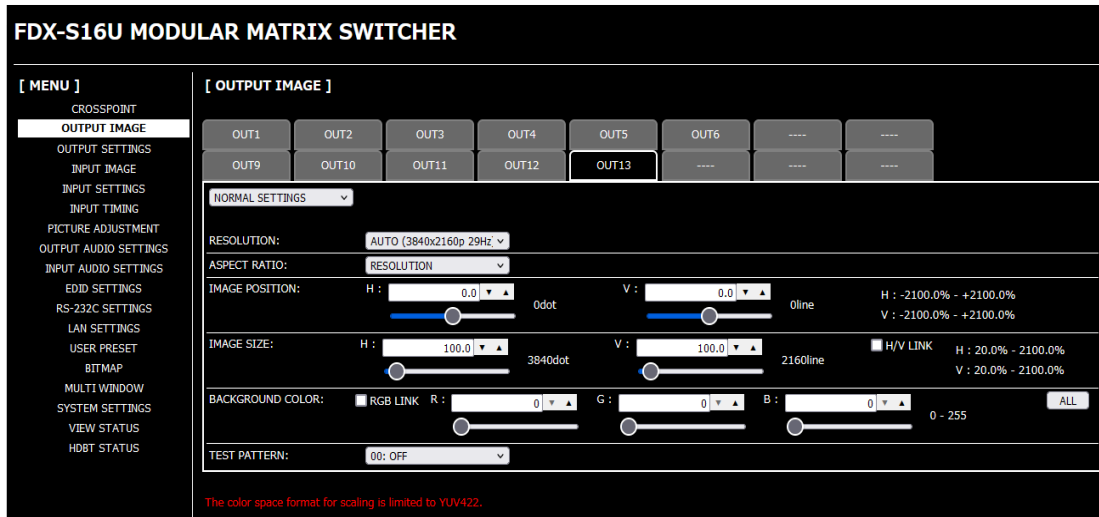 FDX-S16U MODULAR MATRIX SWITCHER
[ MENU ]
CROSSPOINT
OUTPUT IMAGE
OUTPUT SETTINGS
INPUT IMAGE
INPUT SETTINGS
INPUT TIMING
PICTURE ADJUSTMENT
OUTPUT AUDIO SETTINGS
INPUT AUDIO SETTINGS
EDID SETTINGS
RS-232C SETTINGS
LAN SETTINGS
USER PRESET
BITMAP
MULTI WINDOW
SYSTEM SETTINGS
VIEW STATUS
HDBT STATUS
[ OUTPUT IMAGE ]
OUT1 OUT2 OUT3 OUT4 OUT5 OUT6 ---- ----
OUT9 OUT10 OUT11 OUT12 OUT13 ---- ---- ----
NORMAL SETTINGS
RESOLUTION: AUTO (3840x2160p 29Hz)
ASPECT RATIO: RESOLUTION
IMAGE POSITION: H : 0.0 0dot V : 0.0 0line H : -2100.0% - +2100.0%
V : -2100.0% - +2100.0%
IMAGE SIZE: H : 100.0 3840dot V : 100.0 2160line H/V LINK H : 20.0% - 2100.0%
V : 20.0% - 2100.0%
BACKGROUND COLOR: RGB LINK R : 0 G : 0 B : 0 0 - 255 ALL
TEST PATTERN: 00: OFF
The color space format for scaling is limited to YUV422.